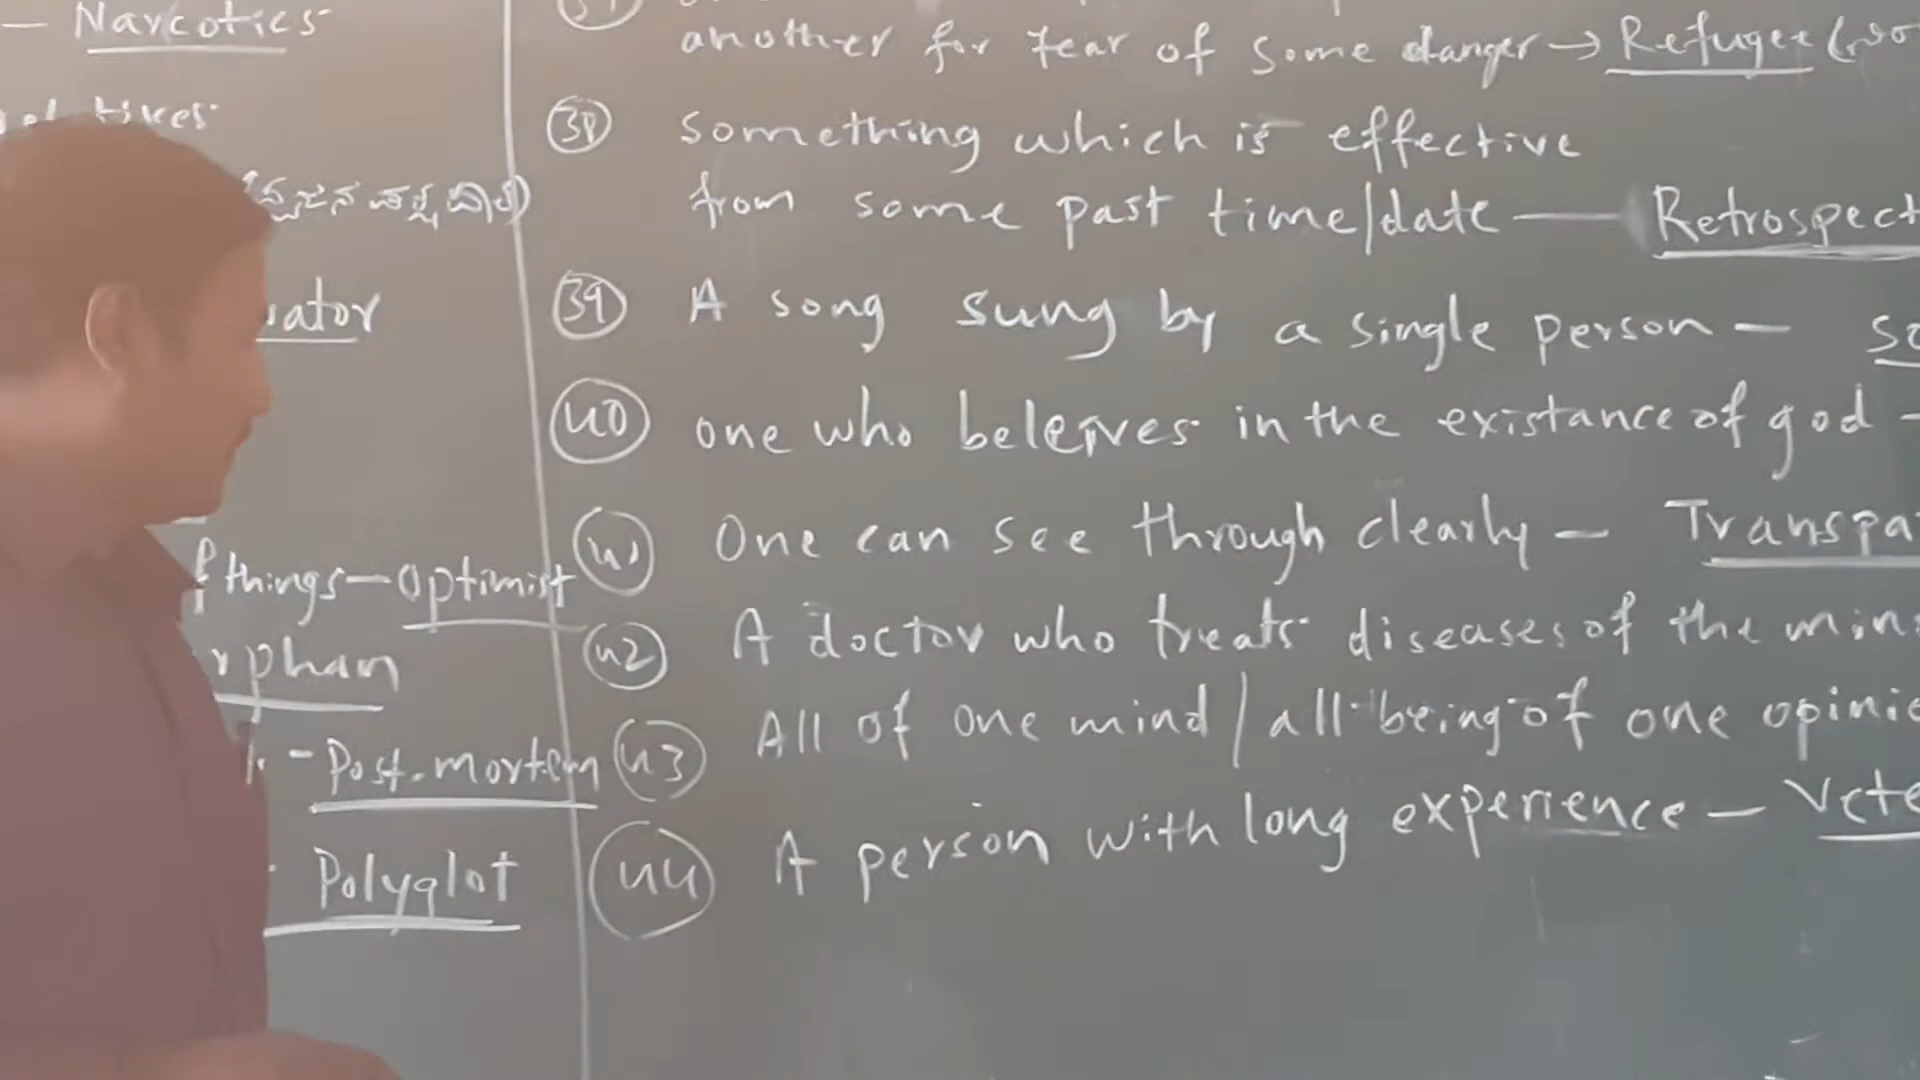 — Narcotics
ator
things—Optimist
rphan
- Post-mortem
Polyglot
another for fear of some danger → Refugee
38 something which is effective
from some past time/date — Retrospect
39 A song sung by a single person — so
40 one who beleives in the existance of god -
41 One can see through clearly — Transpa
42 A doctor who treats diseases of the min
43 All of one mind/all being of one opini
44 A person with long experience — Vete